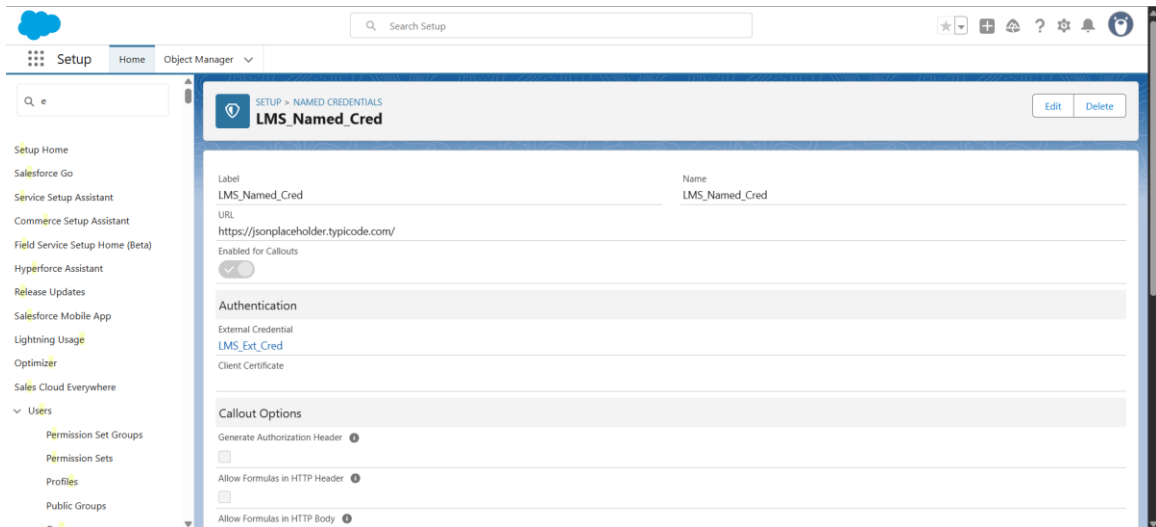 Search Setup
Setup
Home
Object Manager
e
Setup Home
Salesforce Go
Service Setup Assistant
Commerce Setup Assistant
Field Service Setup Home (Beta)
Hyperforce Assistant
Release Updates
Salesforce Mobile App
Lightning Usage
Optimizer
Sales Cloud Everywhere
Users
Permission Set Groups
Permission Sets
Profiles
Public Groups
SETUP > NAMED CREDENTIALS
LMS_Named_Cred
Edit
Delete
Label
LMS_Named_Cred
Name
LMS_Named_Cred
URL
https://jsonplaceholder.typicode.com/
Enabled for Callouts
Authentication
External Credential
LMS_Ext_Cred
Client Certificate
Callout Options
Generate Authorization Header
Allow Formulas in HTTP Header
Allow Formulas in HTTP Body